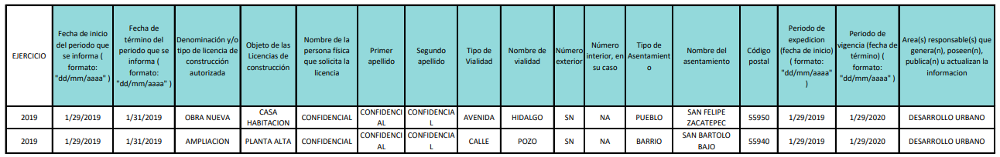 EJERCICIO
Fecha de inicio
del periodo que
se informa (
formato:
"dd/mm/aaaa" )
Fecha de
término del
periodo que se
informa (
formato:
"dd/mm/aaaa" )
Denominación y/o
tipo de licencia de
construcción
autorizada
Objeto de las
Licencias de
construcción
Nombre de la
persona física
que solicita la
licencia
Primer
apellido
Segundo
apellido
Tipo de
Vialidad
Nombre de
vialidad
Número
exterior
Número
interior, en
su caso
Tipo de
Asentamient
o
Nombre del
asentamiento
Código
postal
Periodo de
expedicion
(fecha de inicio)
( formato:
"dd/mm/aaaa"
)
Periodo de
vigencia (fecha de
término) (
formato:
"dd/mm/aaaa" )
Area(s) responsable(s) que
genera(n), poseen(n),
publica(n) u actualizan la
informacion
2019
1/29/2019
1/31/2019
OBRA NUEVA
CASA
HABITACION
CONFIDENCIAL
CONFIDENCI
AL
CONFIDENCIA
L
AVENIDA
HIDALGO
SN
NA
PUEBLO
SAN FELIPE
ZACATEPEC
55950
1/29/2019
1/29/2020
DESARROLLO URBANO
2019
1/29/2019
1/31/2019
AMPLIACION
PLANTA ALTA
CONFIDENCIAL
CONFIDENCI
AL
CONFIDENCIA
L
CALLE
POZO
SN
NA
BARRIO
SAN BARTOLO
BAJO
55940
1/29/2019
1/29/2020
DESARROLLO URBANO